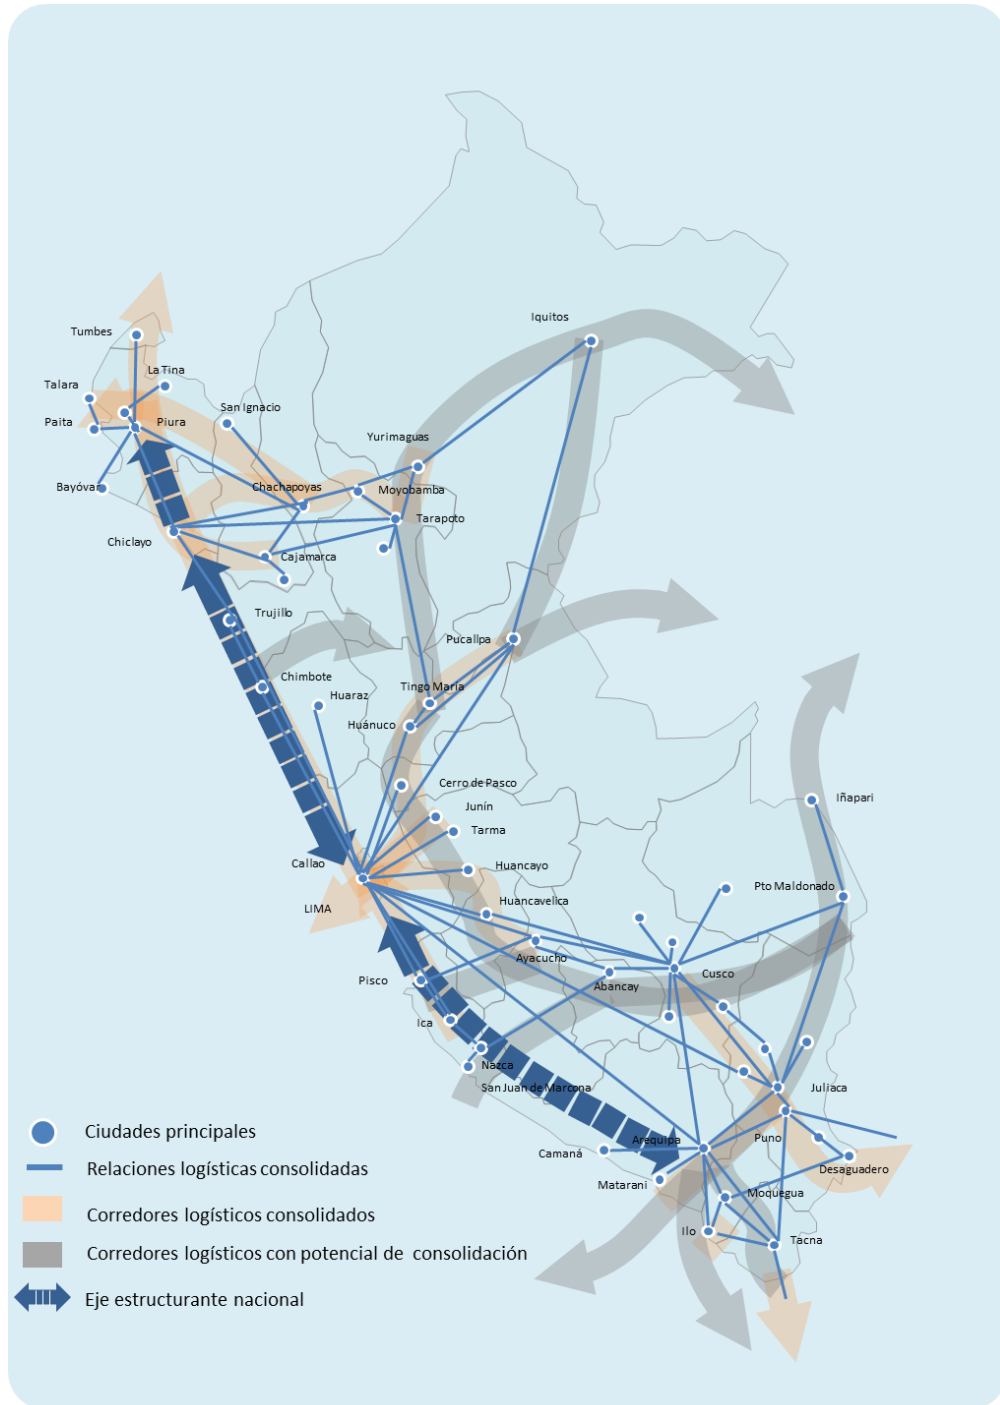 Iquitos
Tumbes
La Tina
Talara
San Ignacio
Paita
Piura
Yurimaguas
Bayóvar
Chachapoyas
Moyobamba
Tarapoto
Chiclayo
Cajamarca
Trujillo
Pucallpa
Chimbote
Tingo María
Huaraz
Huánuco
Cerro de Pasco
Iñapari
Junín
Tarma
Callao
Huancayo
Pto Maldonado
LIMA
Huancavelica
Ayacucho
Cusco
Pisco
Abancay
Ica
Nazca
San Juan de Marcona
Juliaca
Arequipa
Puno
Camaná
Desaguadero
Matarani
Moquegua
Ilo
Tacna
Ciudades principales
Relaciones logísticas consolidadas
Corredores logísticos consolidados
Corredores logísticos con potencial de consolidación
Eje estructurante nacional